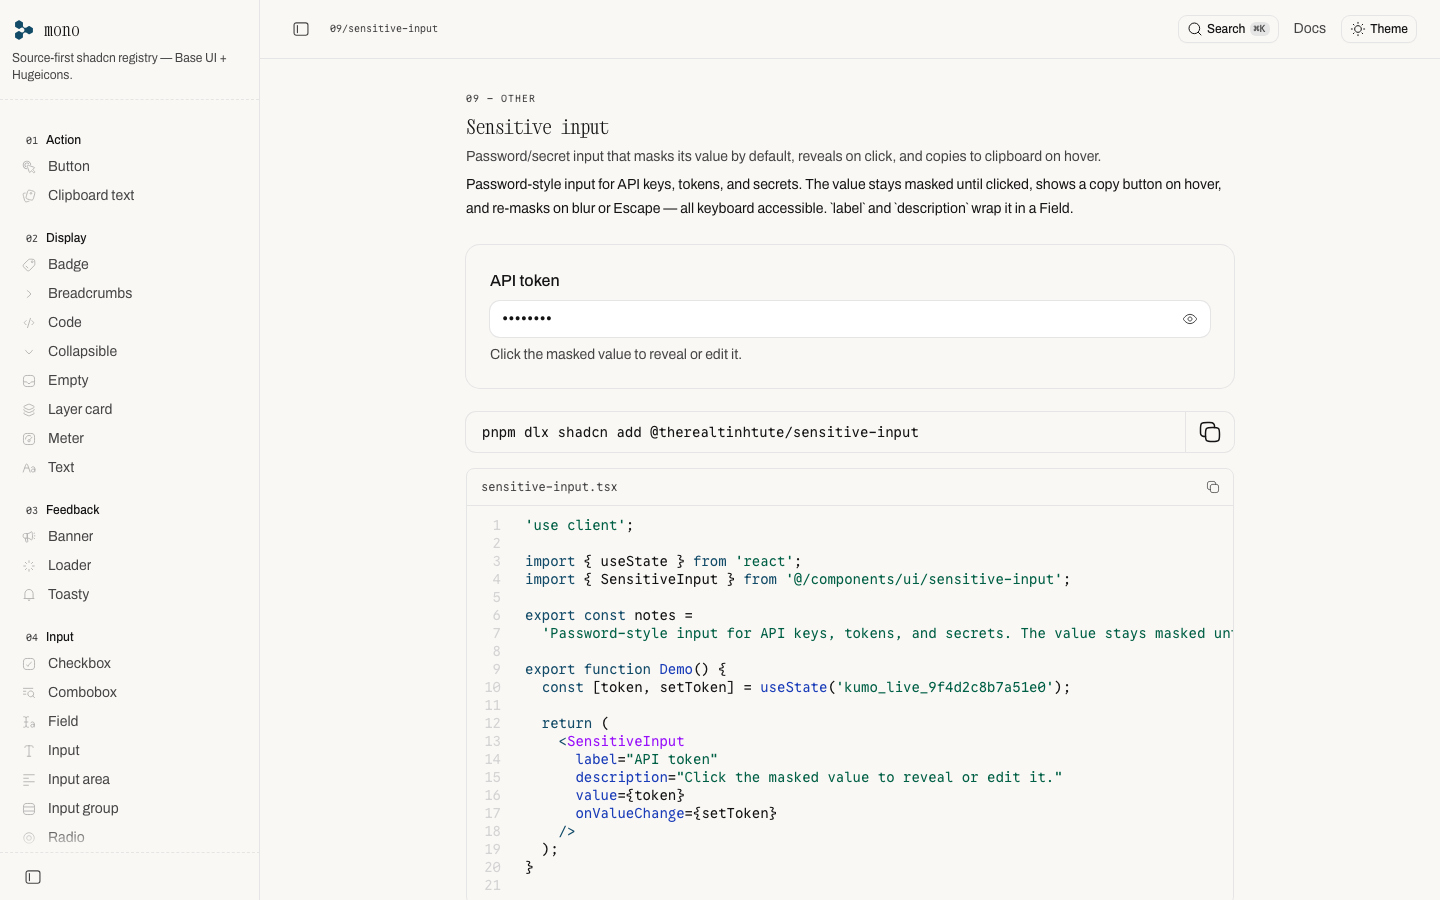 mono
Source-first shadcn registry — Base UI +
Hugeicons.
01 Action
Button
Clipboard text
02 Display
Badge
Breadcrumbs
Code
Collapsible
Empty
Layer card
Meter
Text
03 Feedback
Banner
Loader
Toasty
04 Input
Checkbox
Combobox
Field
Input
Input area
Input group
Radio
09/sensitive-input
Search ⌘K
Docs
Theme
09 — OTHER
Sensitive input
Password/secret input that masks its value by default, reveals on click, and copies to clipboard on hover.
Password-style input for API keys, tokens, and secrets. The value stays masked until clicked, shows a copy button on hover,
and re-masks on blur or Escape — all keyboard accessible. `label` and `description` wrap it in a Field.
API token
••••••••
Click the masked value to reveal or edit it.
pnpm dlx shadcn add @therealtinhtute/sensitive-input
sensitive-input.tsx
1 'use client';
2
3 import { useState } from 'react';
4 import { SensitiveInput } from '@/components/ui/sensitive-input';
5
6 export const notes =
7 'Password-style input for API keys, tokens, and secrets. The value stays masked unt
8
9 export function Demo() {
10 const [token, setToken] = useState('kumo_live_9f4d2c8b7a51e0');
11
12 return (
13 <SensitiveInput
14 label="API token"
15 description="Click the masked value to reveal or edit it."
16 value={token}
17 onValueChange={setToken}
18 />
19 );
20 }
21